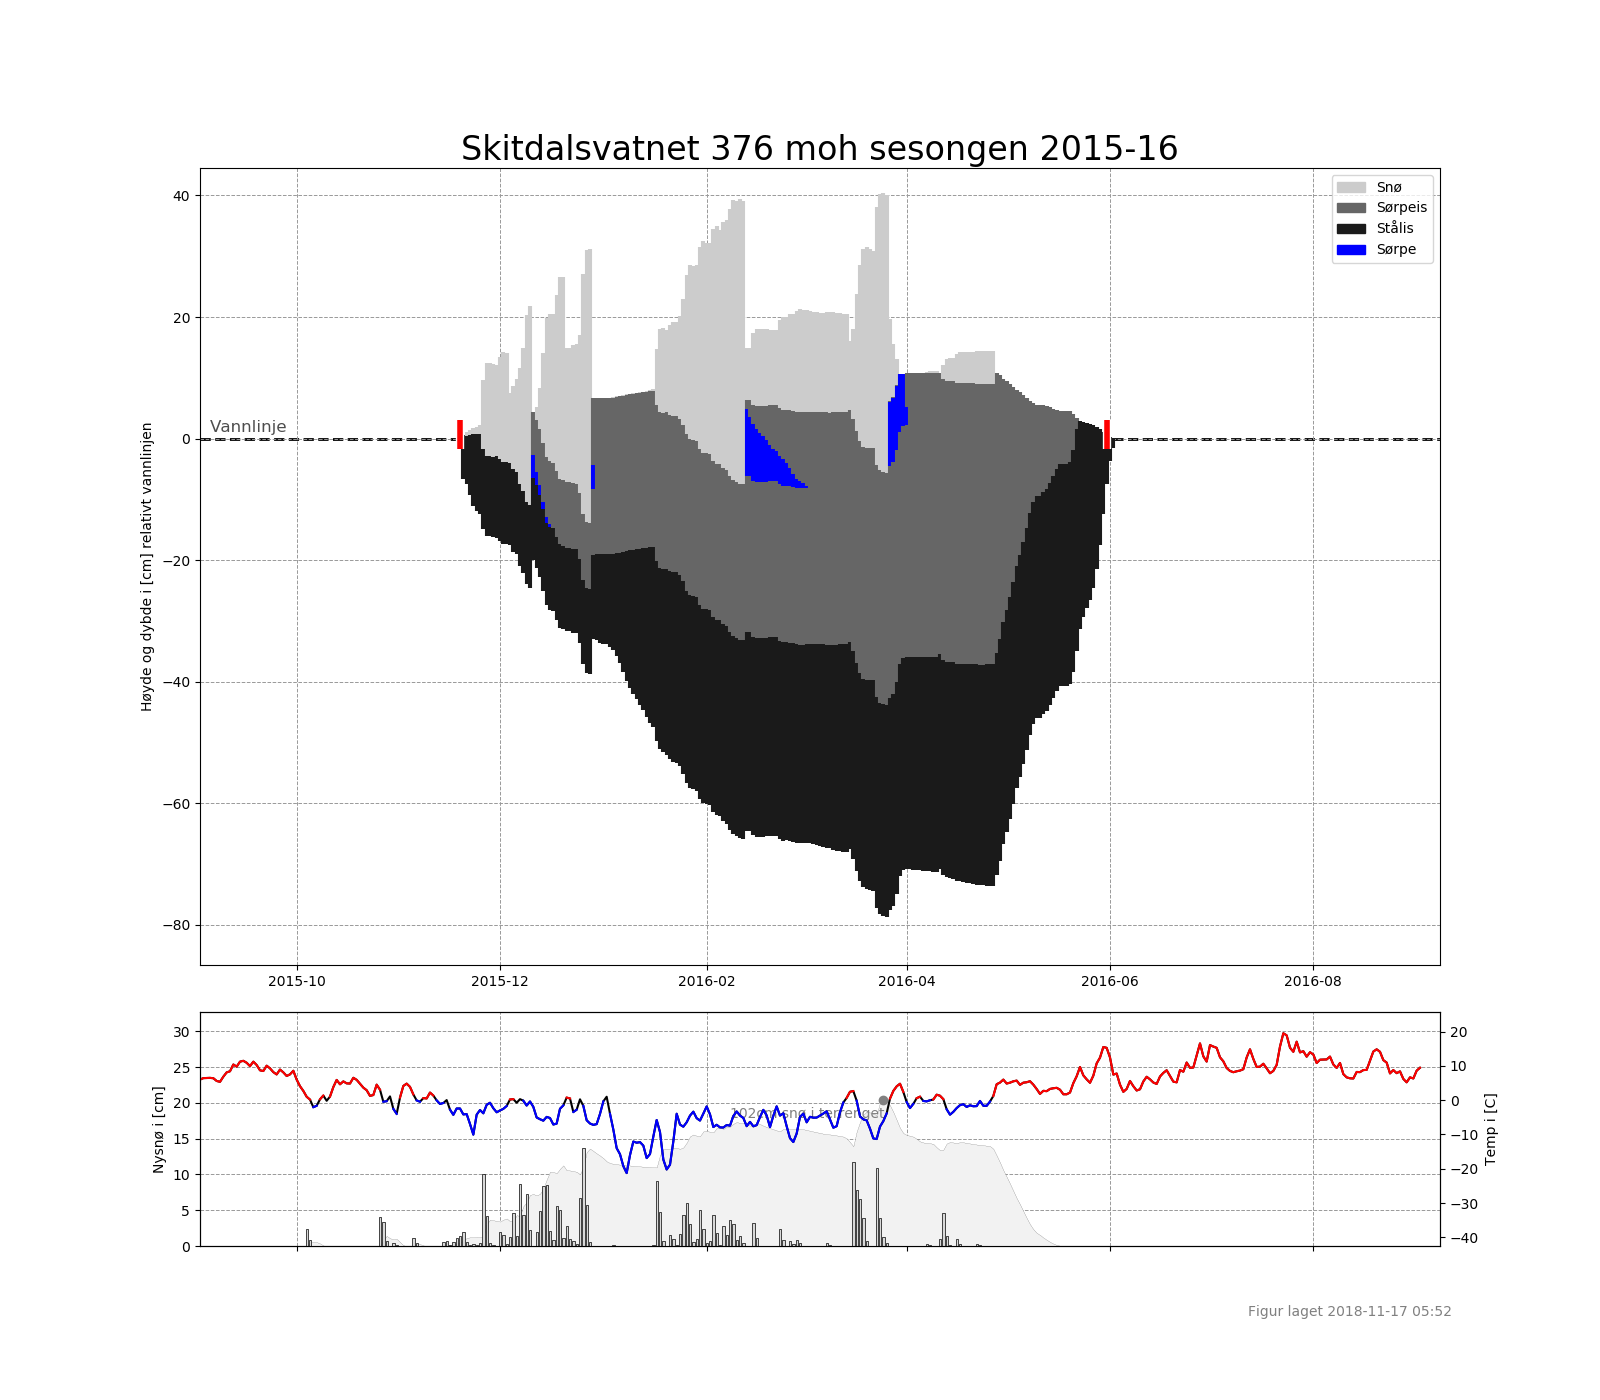 Skitdalsvatnet 376 moh sesongen 2015-16
Høyde og dybde i [cm] relativt vannlinjen
40
20
0
−20
−40
−60
−80
Vannlinje
Snø
Sørpeis
Stålis
Sørpe
2015-10
2015-12
2016-02
2016-04
2016-06
2016-08
Nysnø i [cm]
30
25
20
15
10
5
0
102cm snø i terrenget
20
10
0
−10
−20
−30
−40
Temp i [C]
Figur laget 2018-11-17 05:52